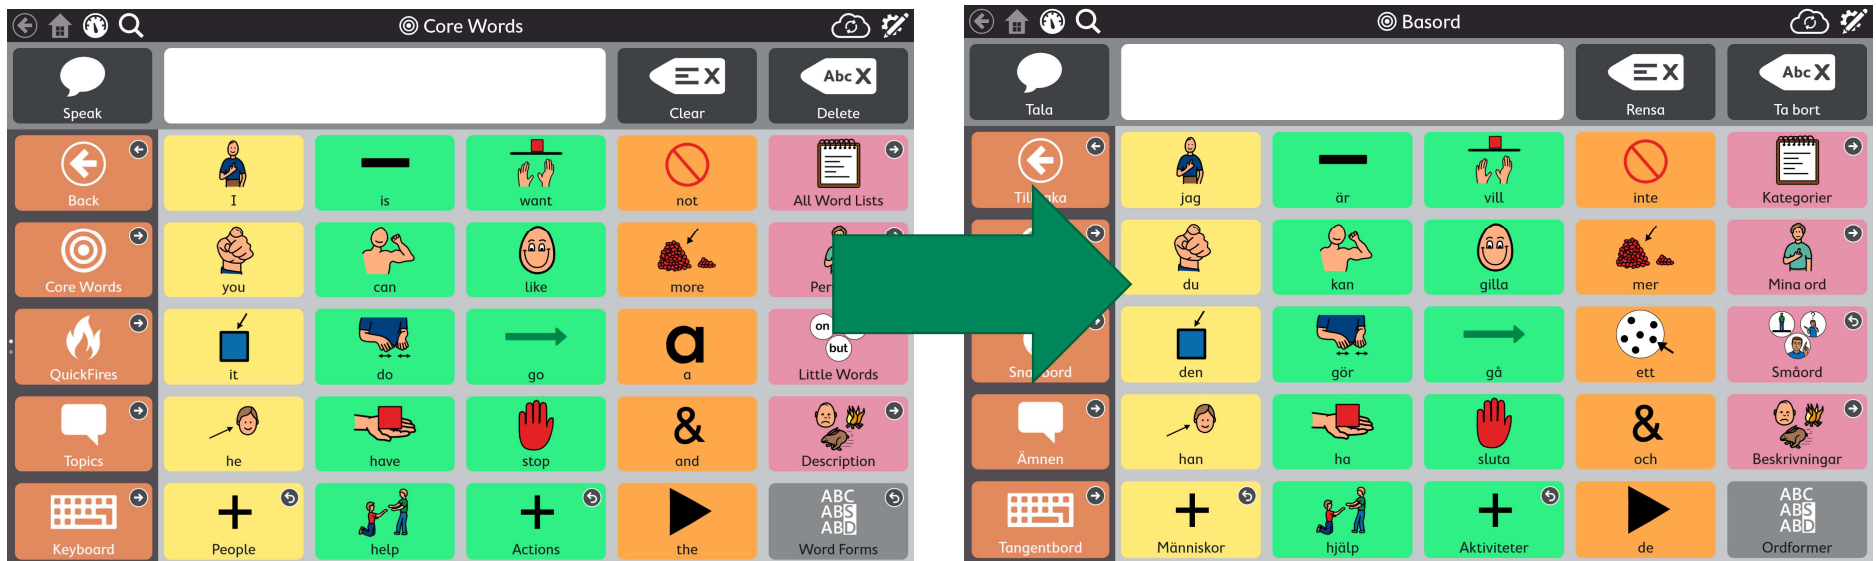 Core Words
Speak
Clear
Abc X
Delete
Back
I
is
want
not
All Word Lists
Core Words
you
can
like
more
QuickFires
it
do
go
a
a
on
but
Little Words
Topics
he
have
stop
&
and
Description
Keyboard
People
help
Actions
the
ABC
ABS
ABD
Word Forms
Basord
Tala
Rensa
Abc X
Ta bort
jag
är
vill
inte
Kategorier
du
kan
gilla
mer
Mina ord
den
gör
gå
ett
Småord
Ämnen
han
ha
sluta
&
och
Beskrivningar
Tangentbord
Människor
hjälp
Aktiviteter
de
ABC
ABS
ABD
Ordformer